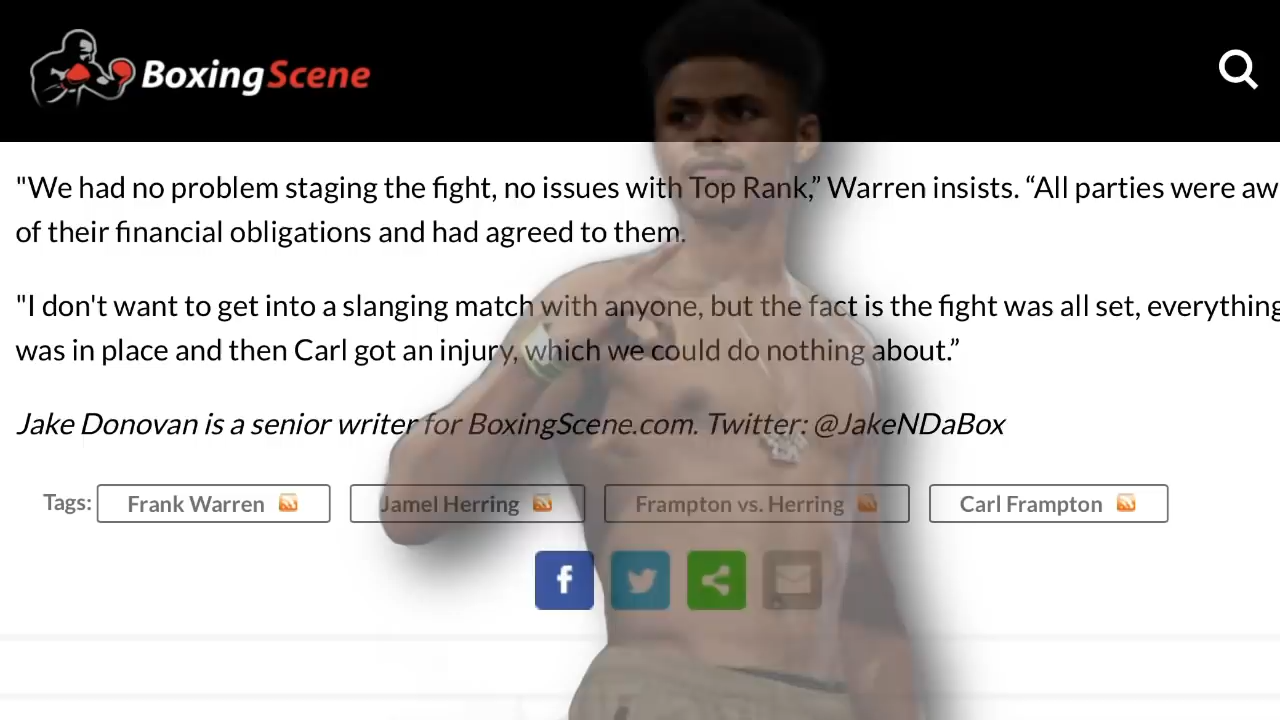 BoxingScene
"We had no problem staging the fight, no issues with Top Rank,” Warren insists. “All parties were aw
of their financial obligations and had agreed to them.
"I don't want to get into a slanging match with anyone, but the fact is the fight was all set, everything
was in place and then Carl got an injury, which we could do nothing about.”
Jake Donovan is a senior writer for BoxingScene.com. Twitter: @JakeNDaBox
Tags: Frank Warren Jamel Herring Frampton vs. Herring Carl Frampton